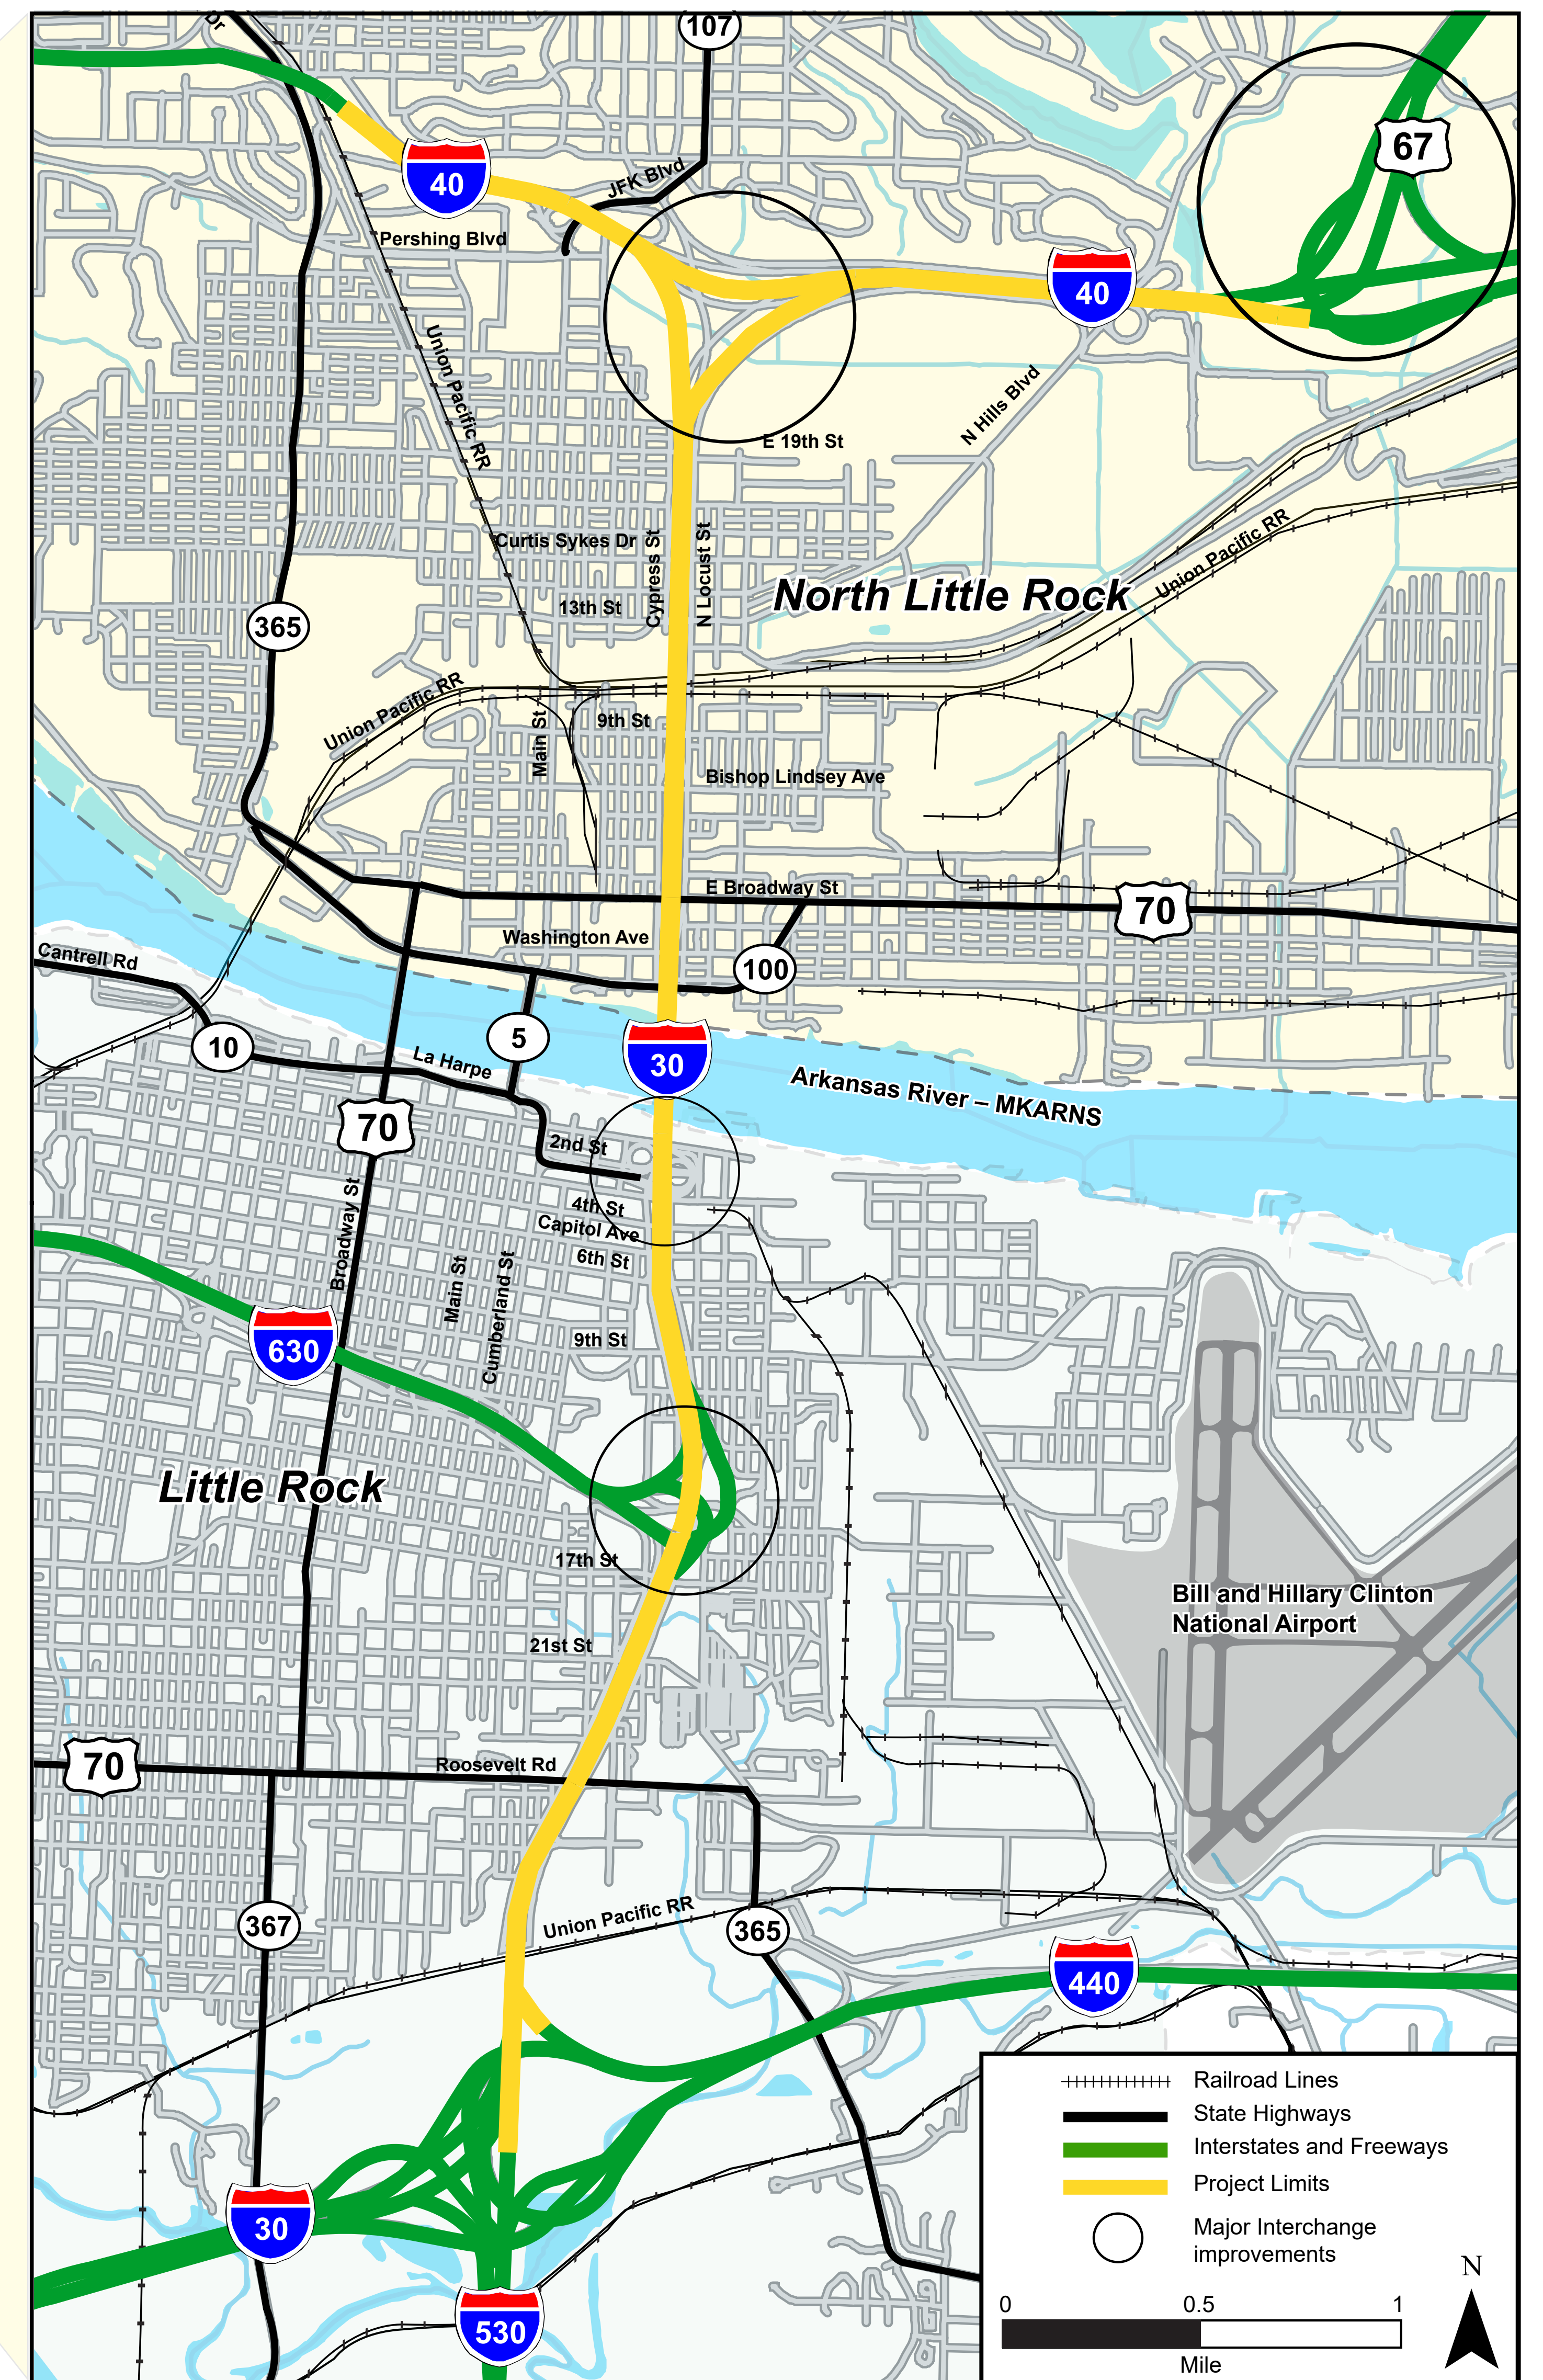 Dr
107
67
40
JFK Blvd
Pershing Blvd
40
Union Pacific RR
N Hills Blvd
E 19th St
Curtis Sykes Dr
Cypress St
N Locust St
Union Pacific RR
North Little Rock
13th St
365
Union Pacific RR
Main St
9th St
Bishop Lindsey Ave
E Broadway St
70
Washington Ave
100
Cantrell Rd
10
5
La Harpe
30
Arkansas River – MKARNS
70
2nd St
4th St
Capitol Ave
6th St
Broadway St
Main St
Cumberland St
9th St
630
Little Rock
17th St
Bill and Hillary Clinton
National Airport
21st St
70
Roosevelt Rd
367
Union Pacific RR
365
440
30
530
Railroad Lines
State Highways
Interstates and Freeways
Project Limits
Major Interchange
improvements
N
0 0.5 1
Mile